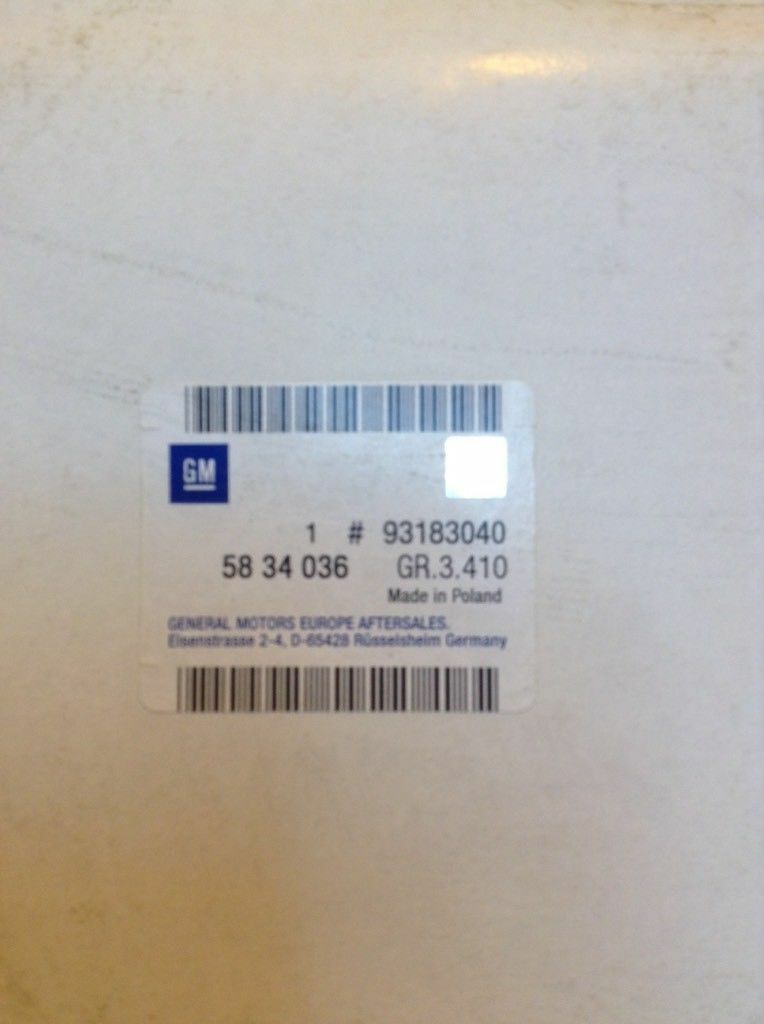 GM
1 # 93183040
58 34 036 GR.3.410
Made in Poland
GENERAL MOTORS EUROPE AFTERSALES.
Eisenstrasse 2-4, D-65428 Rüsselsheim Germany